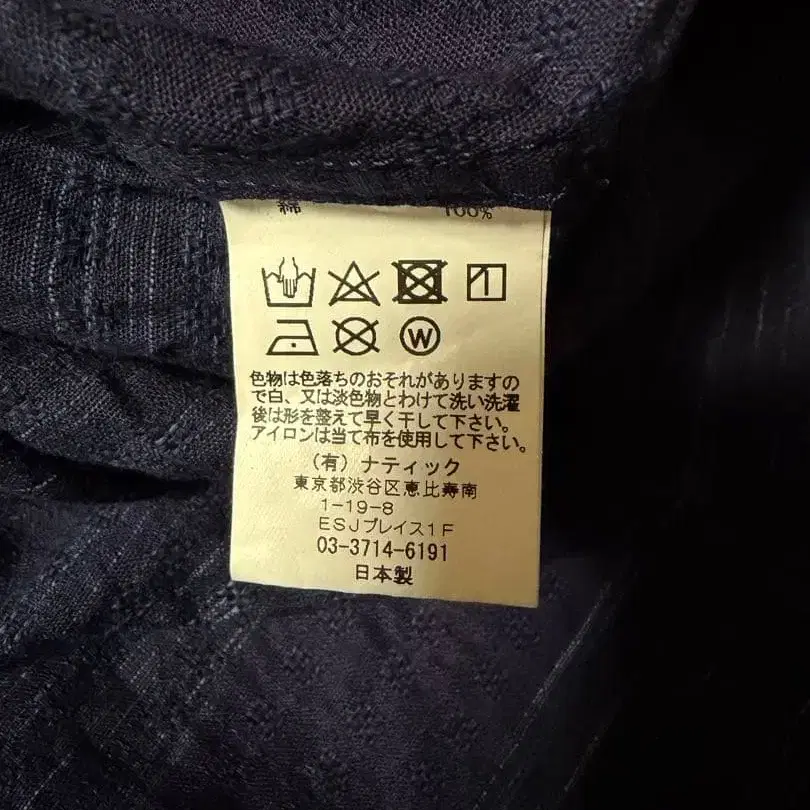 綿 100%
W
色物は色落ちのおそれがありますの
で白、又は淡色物とわけて洗い洗濯
後は形を整えて早く干して下さい。
アイロンは当て布を使用して下さい。
(有)ナティック
東京都渋谷区恵比寿南
1-19-8
ESJプレイス1F
03-3714-6191
日本製